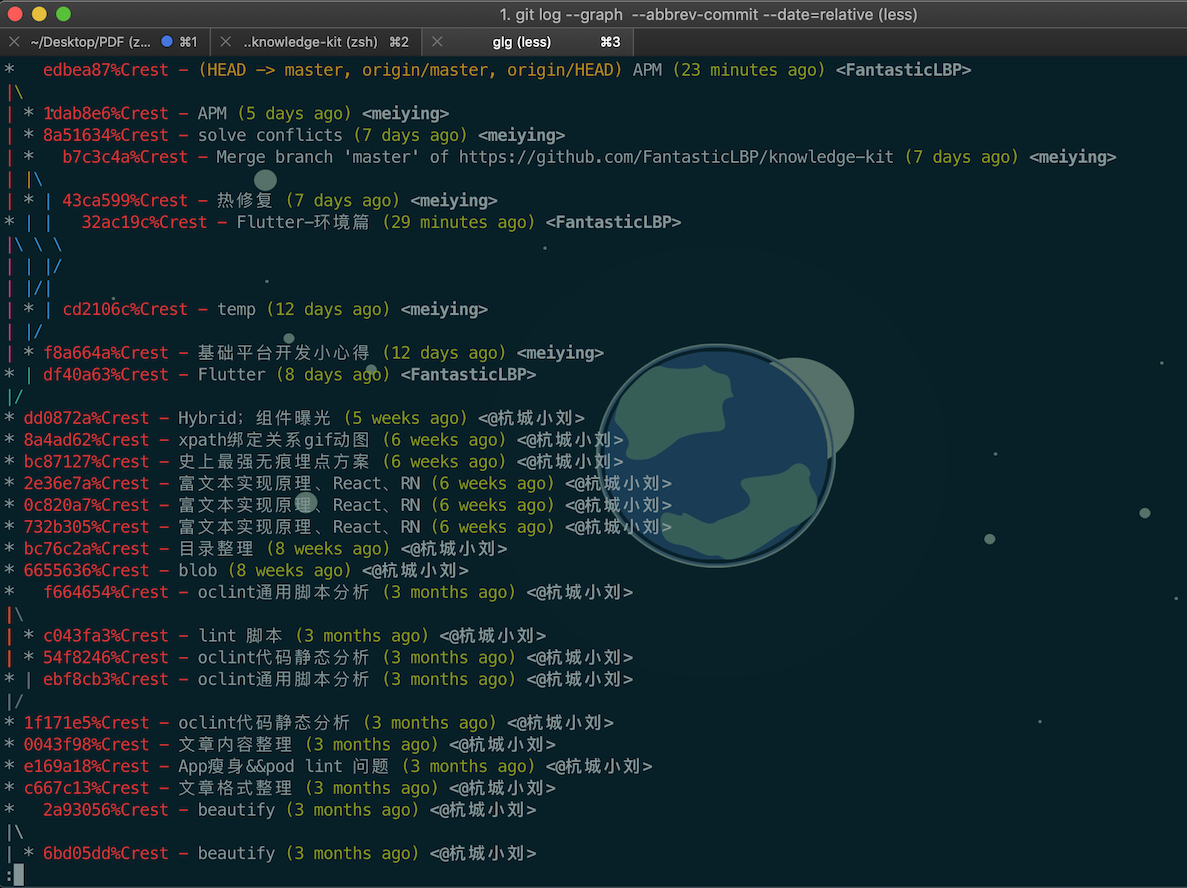 1. git log --graph --abbrev-commit --date=relative (less)
~/Desktop/PDF (z... ⌘1 ..knowledge-kit (zsh) ⌘2 glg (less) ⌘3
*   edbea87%Crest - (HEAD -> master, origin/master, origin/HEAD) APM (23 minutes ago) <FantasticLBP>
|\
| * 1dab8e6%Crest - APM (5 days ago) <meiying>
| * 8a51634%Crest - solve conflicts (7 days ago) <meiying>
| *   b7c3c4a%Crest - Merge branch 'master' of https://github.com/FantasticLBP/knowledge-kit (7 days ago) <meiying>
| |\
| * | 43ca599%Crest - 热修复 (7 days ago) <meiying>
* | |   32ac19c%Crest - Flutter-环境篇 (29 minutes ago) <FantasticLBP>
|\ \ \
| | |/
| |/|
| * | cd2106c%Crest - temp (12 days ago) <meiying>
| |/
| * f8a664a%Crest - 基础平台开发小心得 (12 days ago) <meiying>
* | df40a63%Crest - Flutter (8 days ago) <FantasticLBP>
|/
* dd0872a%Crest - Hybrid；组件曝光 (5 weeks ago) <@杭城小刘>
* 8a4ad62%Crest - xpath绑定关系gif动图 (6 weeks ago) <@杭城小刘>
* bc87127%Crest - 史上最强无痕埋点方案 (6 weeks ago) <@杭城小刘>
* 2e36e7a%Crest - 富文本实现原理、React、RN (6 weeks ago) <@杭城小刘>
* 0c820a7%Crest - 富文本实现原理、React、RN (6 weeks ago) <@杭城小刘>
* 732b305%Crest - 富文本实现原理、React、RN (6 weeks ago) <@杭城小刘>
* bc76c2a%Crest - 目录整理 (8 weeks ago) <@杭城小刘>
* 6655636%Crest - blob (8 weeks ago) <@杭城小刘>
*   f664654%Crest - oclint通用脚本分析 (3 months ago) <@杭城小刘>
|\
| * c043fa3%Crest - lint 脚本 (3 months ago) <@杭城小刘>
| * 54f8246%Crest - oclint代码静态分析 (3 months ago) <@杭城小刘>
* | ebf8cb3%Crest - oclint通用脚本分析 (3 months ago) <@杭城小刘>
|/
* 1f171e5%Crest - oclint代码静态分析 (3 months ago) <@杭城小刘>
* 0043f98%Crest - 文章内容整理 (3 months ago) <@杭城小刘>
* e169a18%Crest - App瘦身&&pod lint 问题 (3 months ago) <@杭城小刘>
* c667c13%Crest - 文章格式整理 (3 months ago) <@杭城小刘>
*   2a93056%Crest - beautify (3 months ago) <@杭城小刘>
|\
| * 6bd05dd%Crest - beautify (3 months ago) <@杭城小刘>
: